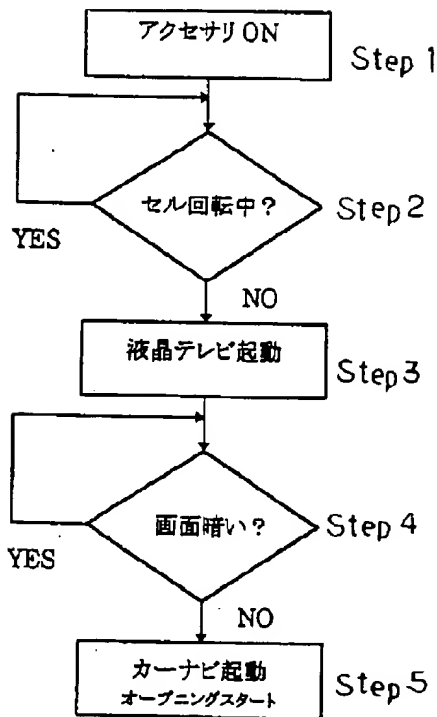 アクセサリ ON
Step 1
セル回転中?
Step 2
YES
NO
液晶テレビ起動
Step 3
画面暗い?
Step 4
YES
NO
カーナビ起動
オープニングスタート
Step 5